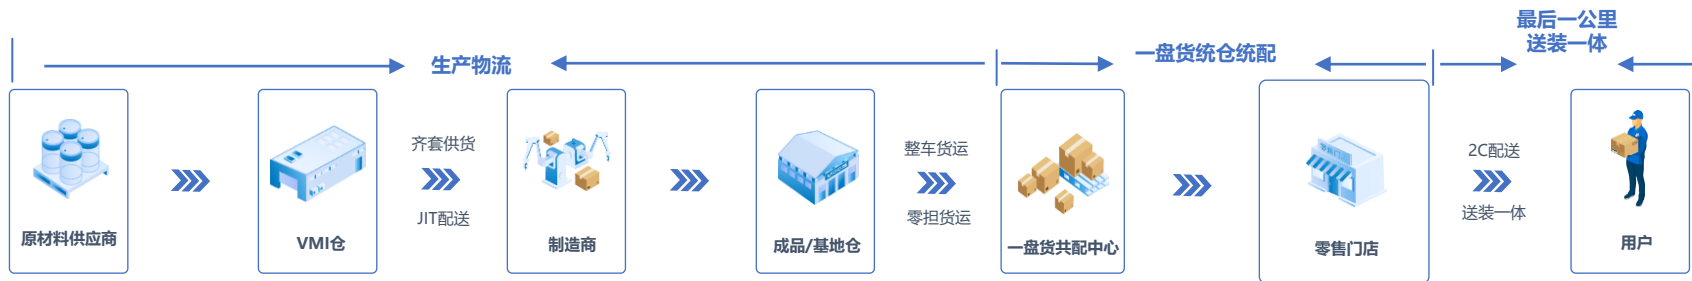 最后一公里
送装一体
生产物流
一盘货统仓统配
原材料供应商
VMI仓
齐套供货
JIT配送
制造商
成品/基地仓
整车货运
零担货运
一盘货共配中心
零售门店
零售门店
2C配送
送装一体
用户